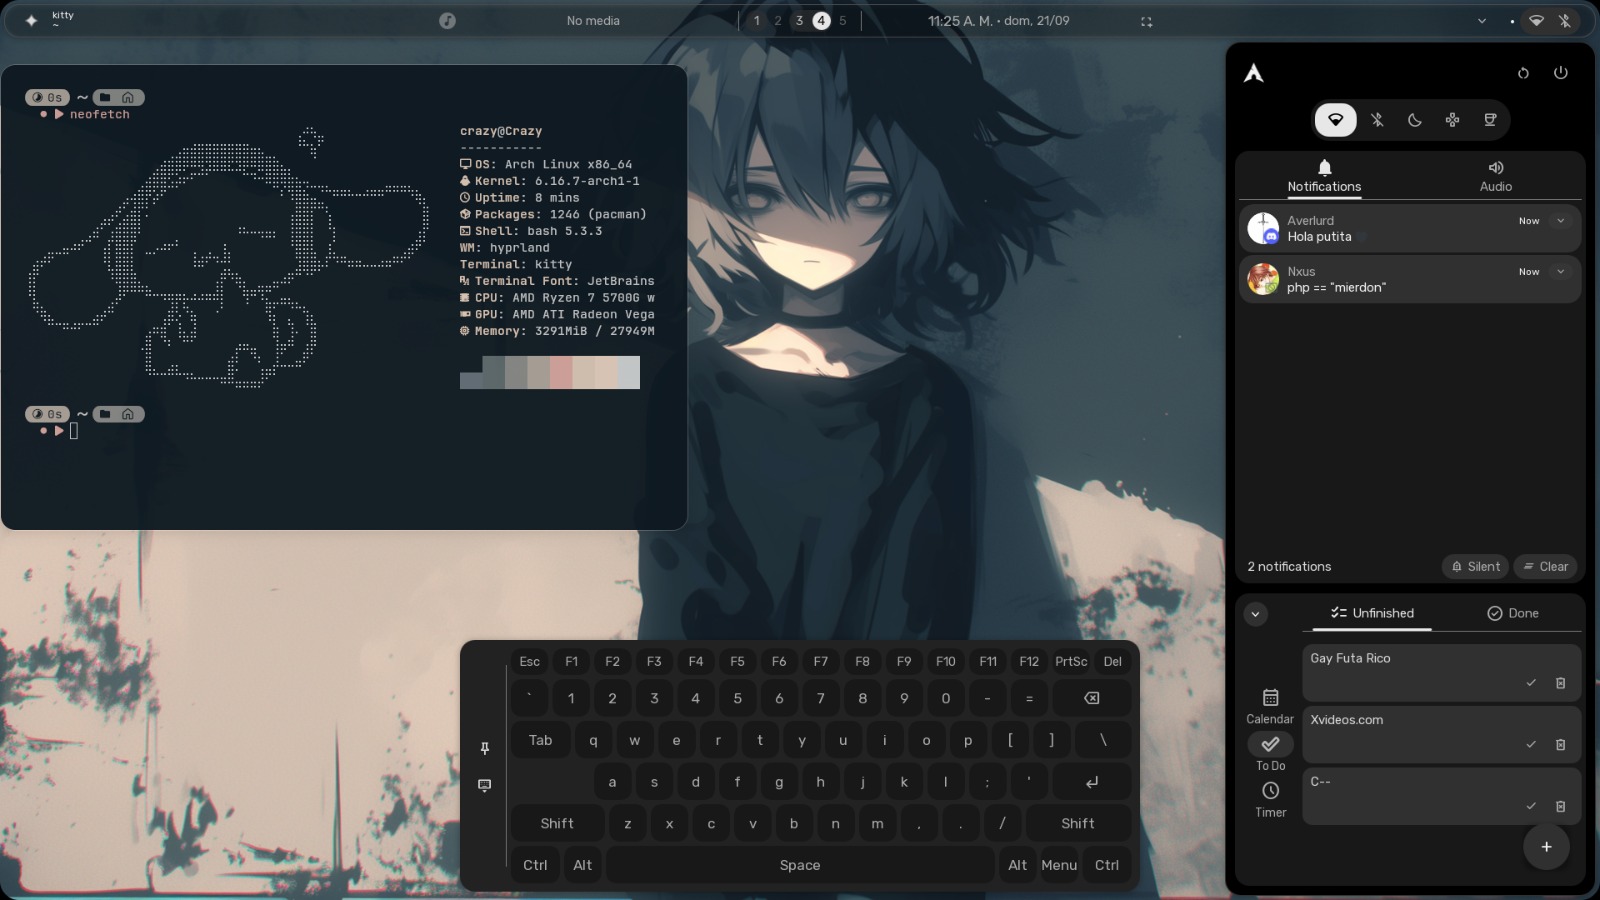 kitty
~
No media
1 2 3 4 5
11:25 A. M. • dom, 21/09
0s ~
neofetch
crazy@Crazy
-----------
OS: Arch Linux x86_64
Kernel: 6.16.7-arch1-1
Uptime: 8 mins
Packages: 1246 (pacman)
Shell: bash 5.3.3
WM: hyprland
Terminal: kitty
Terminal Font: JetBrains
CPU: AMD Ryzen 7 5700G w
GPU: AMD ATI Radeon Vega
Memory: 3291MiB / 27949M
0s ~
Notifications
Audio
Averlurd
Now
Hola putita
Nxus
Now
php == "mierdon"
2 notifications
Silent
Clear
Unfinished
Done
Calendar
To Do
Timer
Gay Futa Rico
Xvideos.com
C--
+
Esc F1 F2 F3 F4 F5 F6 F7 F8 F9 F10 F11 F12 PrtSc Del
` 1 2 3 4 5 6 7 8 9 0 - =
Tab q w e r t y u i o p [ ] \
a s d f g h j k l ; '
Shift z x c v b n m , . / Shift
Ctrl Alt Space Alt Menu Ctrl